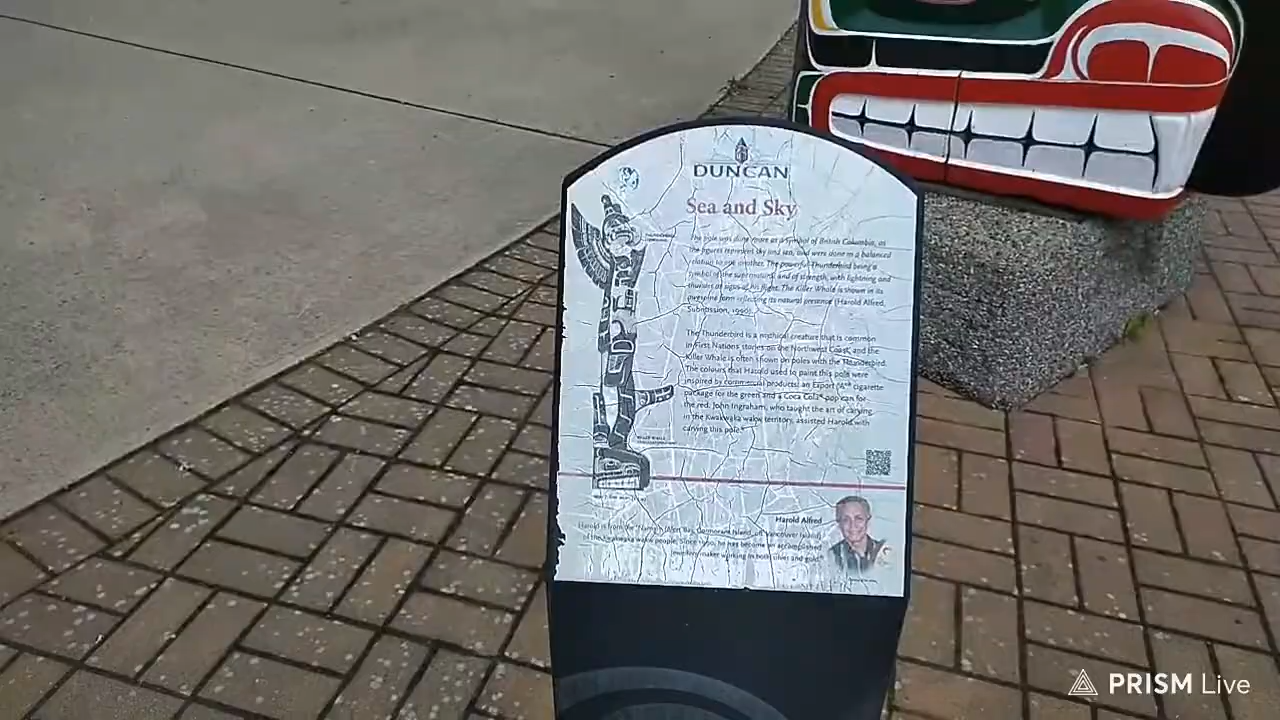 DUNCAN
Sea and Sky
The pole was done more as a symbol of British Columbia, as
the figures represent sky and sea, and were done in a balanced
relation to one another. The powerful Thunderbird being a
symbol of the supernatural and of strength, with lightning and
thunder as signs of his flight. The Killer Whale is shown in its
awespine form reflecting its natural presence (Harold Alfred,
Submission, 1990).
The Thunderbird is a mythical creature that is common
in First Nations stories on the Northwest Coast, and the
Killer Whale is often shown on poles with the Thunderbird.
The colours that Harold used to paint this pole were
inspired by commercial products: an Export cigarette
package for the green and a Coca Cola pop can for
the red. John Ingraham, who taught the art of carving
in the Kwakwaka wakw territory, assisted Harold with
carving this pole.
THUNDERBIRD
KILLER WHALE
Harold Alfred
Harold is from the 'Namgis (Alert Bay, Cormorant Island, off Vancouver Island)
of the Kwakwaka wakw people. Since he has become an accomplished
jewellery maker working in both silver and gold
PRISM Live